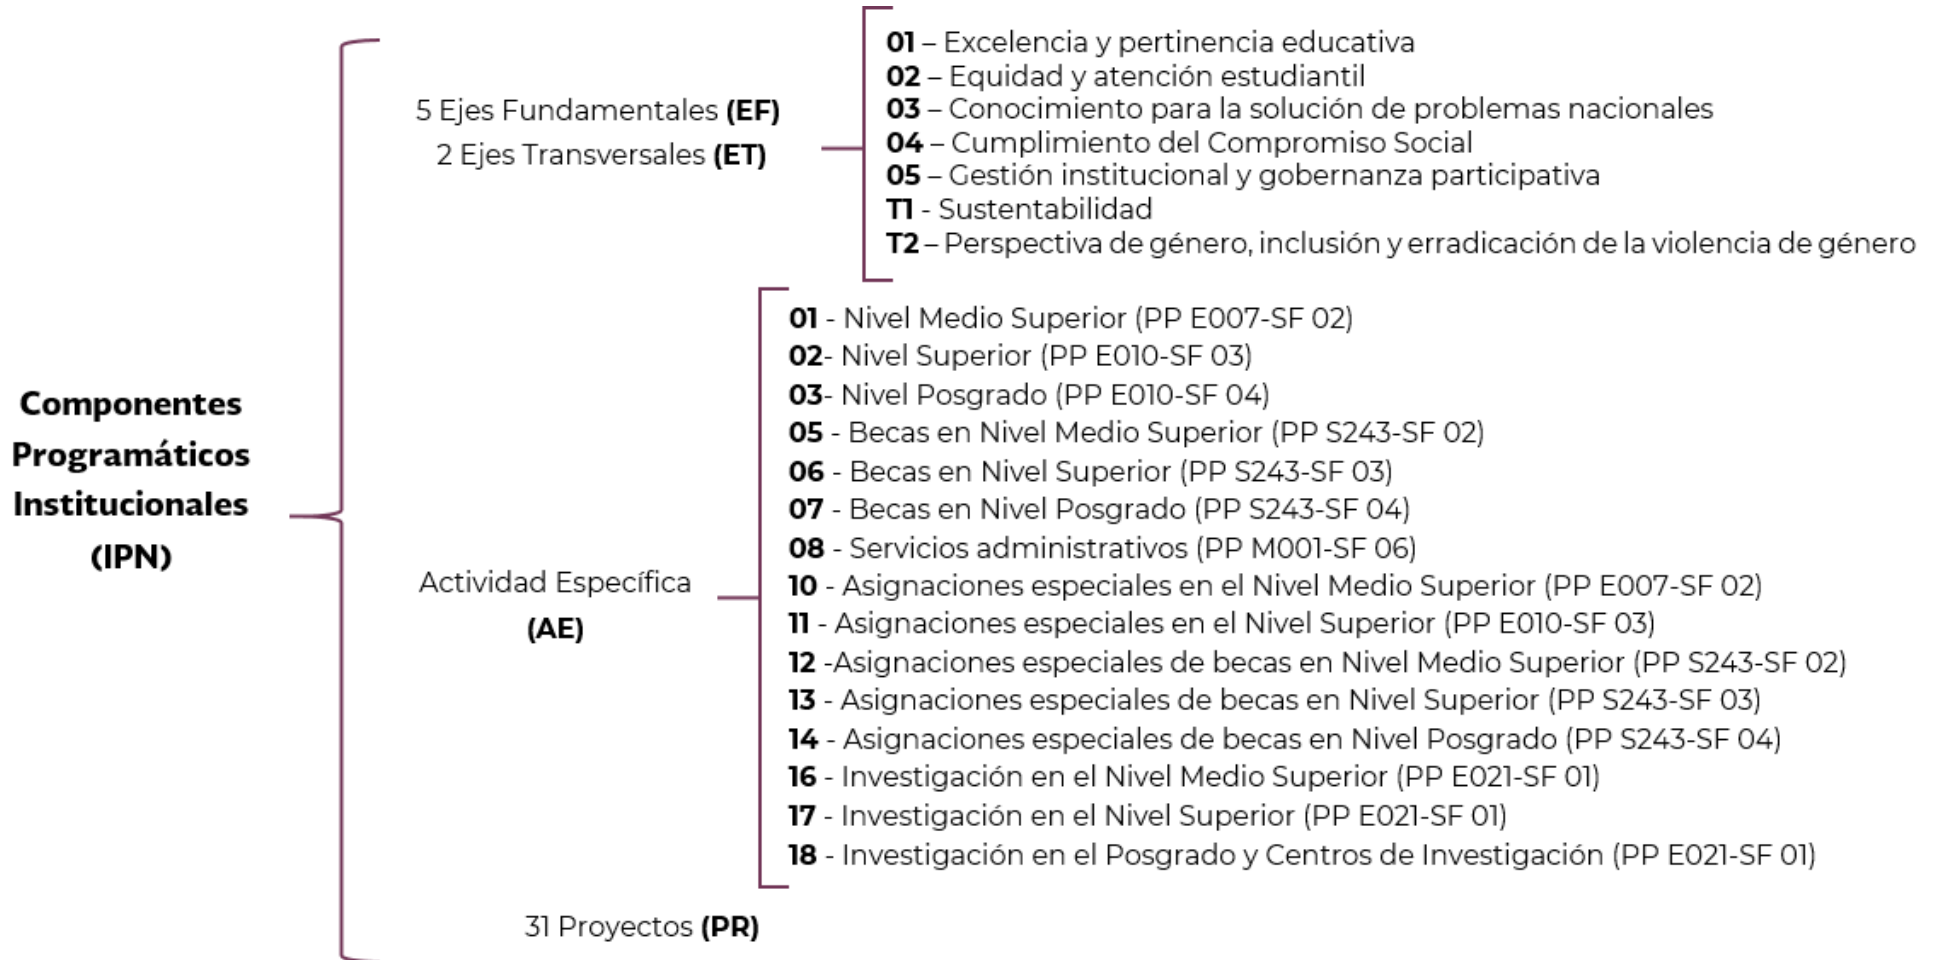 Componentes
Programáticos
Institucionales
(IPN)
5 Ejes Fundamentales (EF)
2 Ejes Transversales (ET)
01 – Excelencia y pertinencia educativa
02 – Equidad y atención estudiantil
03 – Conocimiento para la solución de problemas nacionales
04 – Cumplimiento del Compromiso Social
05 – Gestión institucional y gobernanza participativa
T1 - Sustentabilidad
T2 – Perspectiva de género, inclusión y erradicación de la violencia de género
Actividad Específica
(AE)
01 - Nivel Medio Superior (PP E007-SF 02)
02- Nivel Superior (PP E010-SF 03)
03- Nivel Posgrado (PP E010-SF 04)
05 - Becas en Nivel Medio Superior (PP S243-SF 02)
06 - Becas en Nivel Superior (PP S243-SF 03)
07 - Becas en Nivel Posgrado (PP S243-SF 04)
08 - Servicios administrativos (PP M001-SF 06)
10 - Asignaciones especiales en el Nivel Medio Superior (PP E007-SF 02)
11 - Asignaciones especiales en el Nivel Superior (PP E010-SF 03)
12 -Asignaciones especiales de becas en Nivel Medio Superior (PP S243-SF 02)
13 - Asignaciones especiales de becas en Nivel Superior (PP S243-SF 03)
14 - Asignaciones especiales de becas en Nivel Posgrado (PP S243-SF 04)
16 - Investigación en el Nivel Medio Superior (PP E021-SF 01)
17 - Investigación en el Nivel Superior (PP E021-SF 01)
18 - Investigación en el Posgrado y Centros de Investigación (PP E021-SF 01)
31 Proyectos (PR)